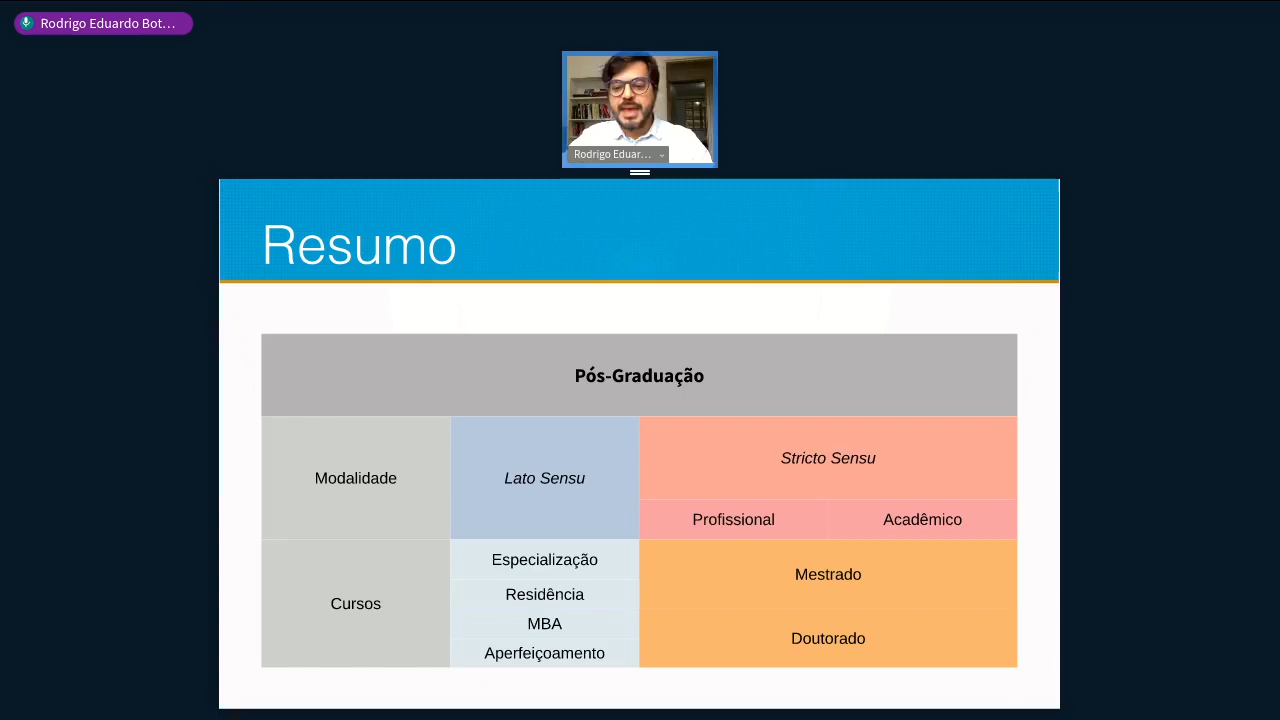 Rodrigo Eduardo Bot...
Rodrigo Eduar...
Resumo
Pós-Graduação
Modalidade
Lato Sensu
Stricto Sensu
Profissional
Acadêmico
Cursos
Especialização
Residência
MBA
Aperfeiçoamento
Mestrado
Doutorado